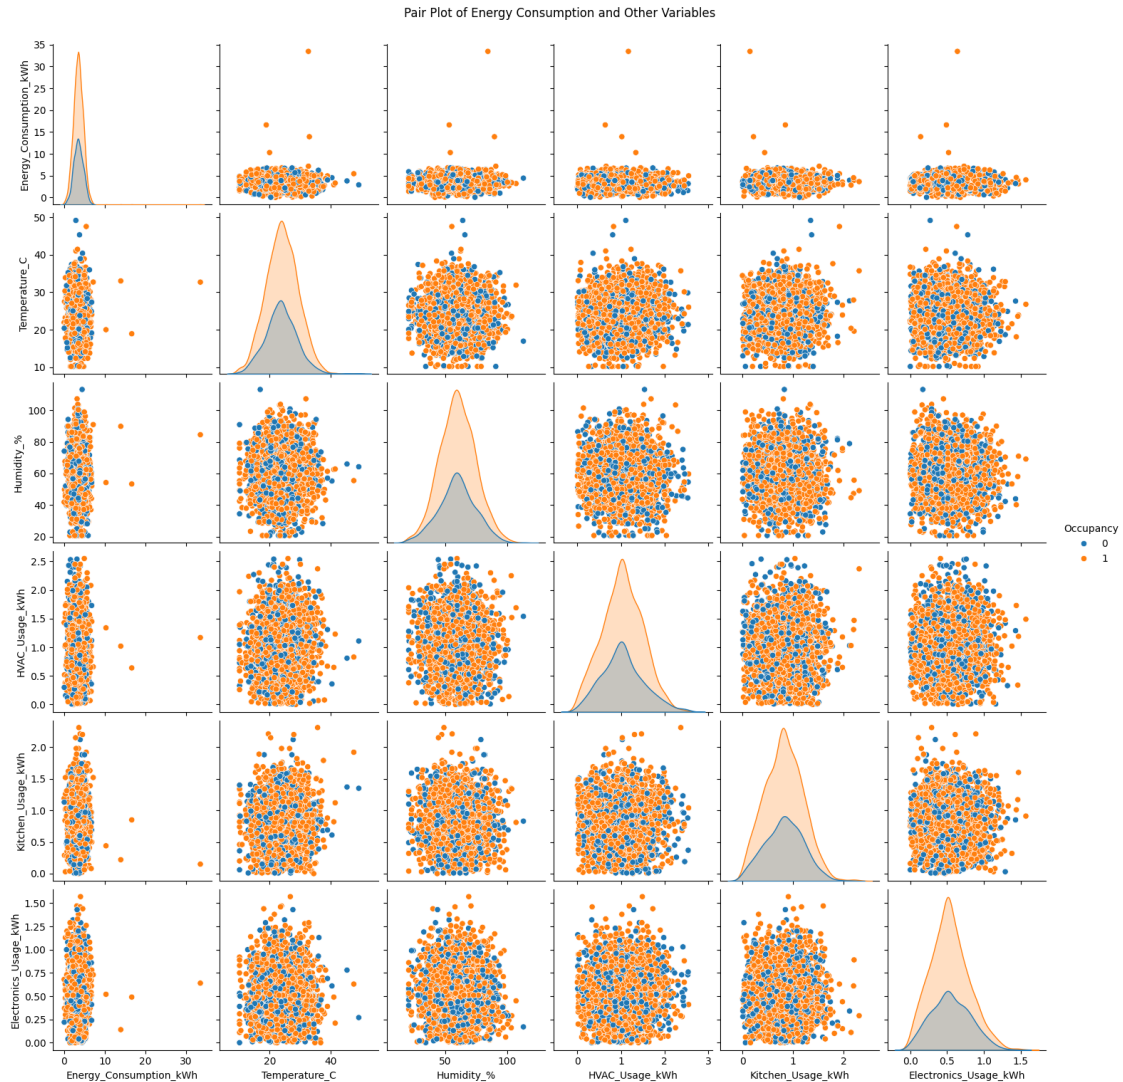 Pair Plot of Energy Consumption and Other Variables
35
30
25
20
15
10
5
0
Energy_Consumption_kWh
50
40
30
20
10
Temperature_C
100
80
60
40
20
Humidity_%
Occupancy
0
1
2.5
2.0
1.5
1.0
0.5
0.0
HVAC_Usage_kWh
2.0
1.5
1.0
0.5
0.0
Kitchen_Usage_kWh
1.50
1.25
1.00
0.75
0.50
0.25
0.00
Electronics_Usage_kWh
0 10 20 30
20 40
50 100
0 1 2 3
0 1 2
0.0 0.5 1.0 1.5
Energy_Consumption_kWh
Temperature_C
Humidity_%
HVAC_Usage_kWh
Kitchen_Usage_kWh
Electronics_Usage_kWh